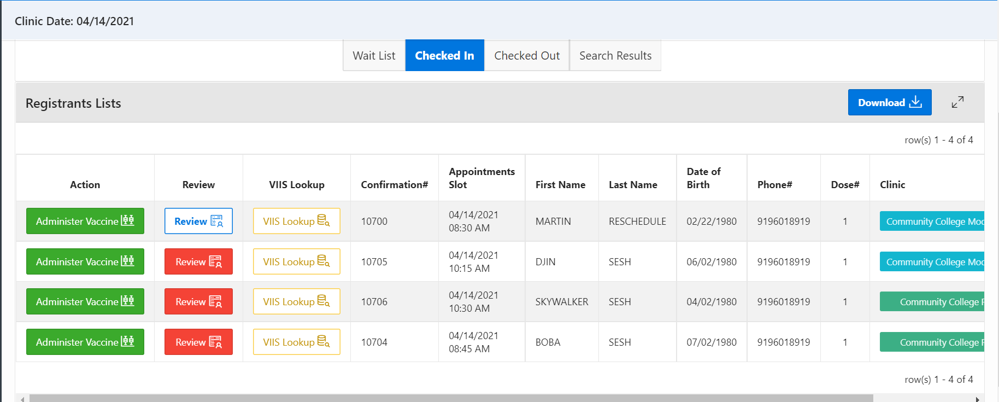 Clinic Date: 04/14/2021
Wait List Checked In Checked Out Search Results
Registrants Lists Download
row(s) 1 - 4 of 4
Action Review VIIS Lookup Confirmation# Appointments Slot First Name Last Name Date of Birth Phone# Dose# Clinic
Administer Vaccine Review VIIS Lookup 10700 04/14/2021 08:30 AM MARTIN RESCHEDULE 02/22/1980 9196018919 1 Community College
Administer Vaccine Review VIIS Lookup 10705 04/14/2021 10:15 AM DJIN SESH 06/02/1980 9196018919 1 Community College
Administer Vaccine Review VIIS Lookup 10706 04/14/2021 10:30 AM SKYWALKER SESH 04/02/1980 9196018919 1 Community College
Administer Vaccine Review VIIS Lookup 10704 04/14/2021 08:45 AM BOBA SESH 07/02/1980 9196018919 1 Community College
row(s) 1 - 4 of 4